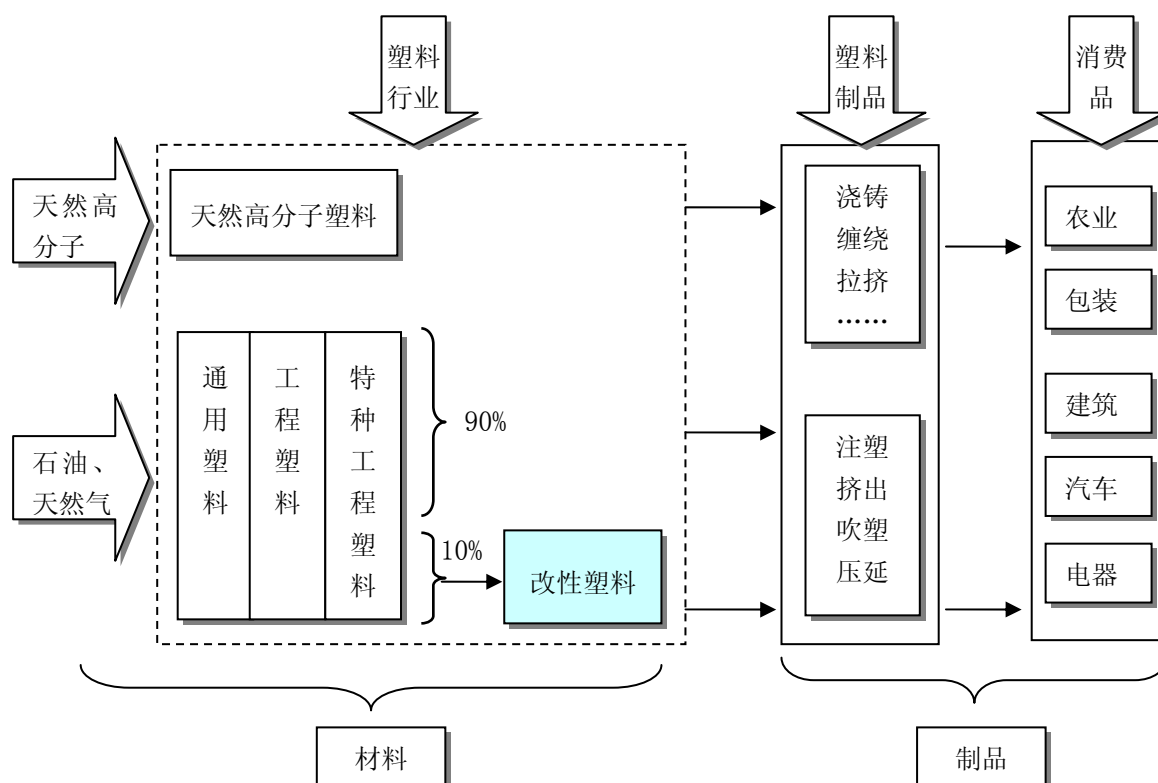 塑料
行业
塑料
制品
消费
品
天然高
分子
天然高分子塑料
浇铸
缠绕
拉挤
……
农业
包装
石油、
天然气
通用塑料
工程塑料
特种工程塑料
90%
10%
改性塑料
注塑
挤出
吹塑
压延
建筑
汽车
电器
材料
制品